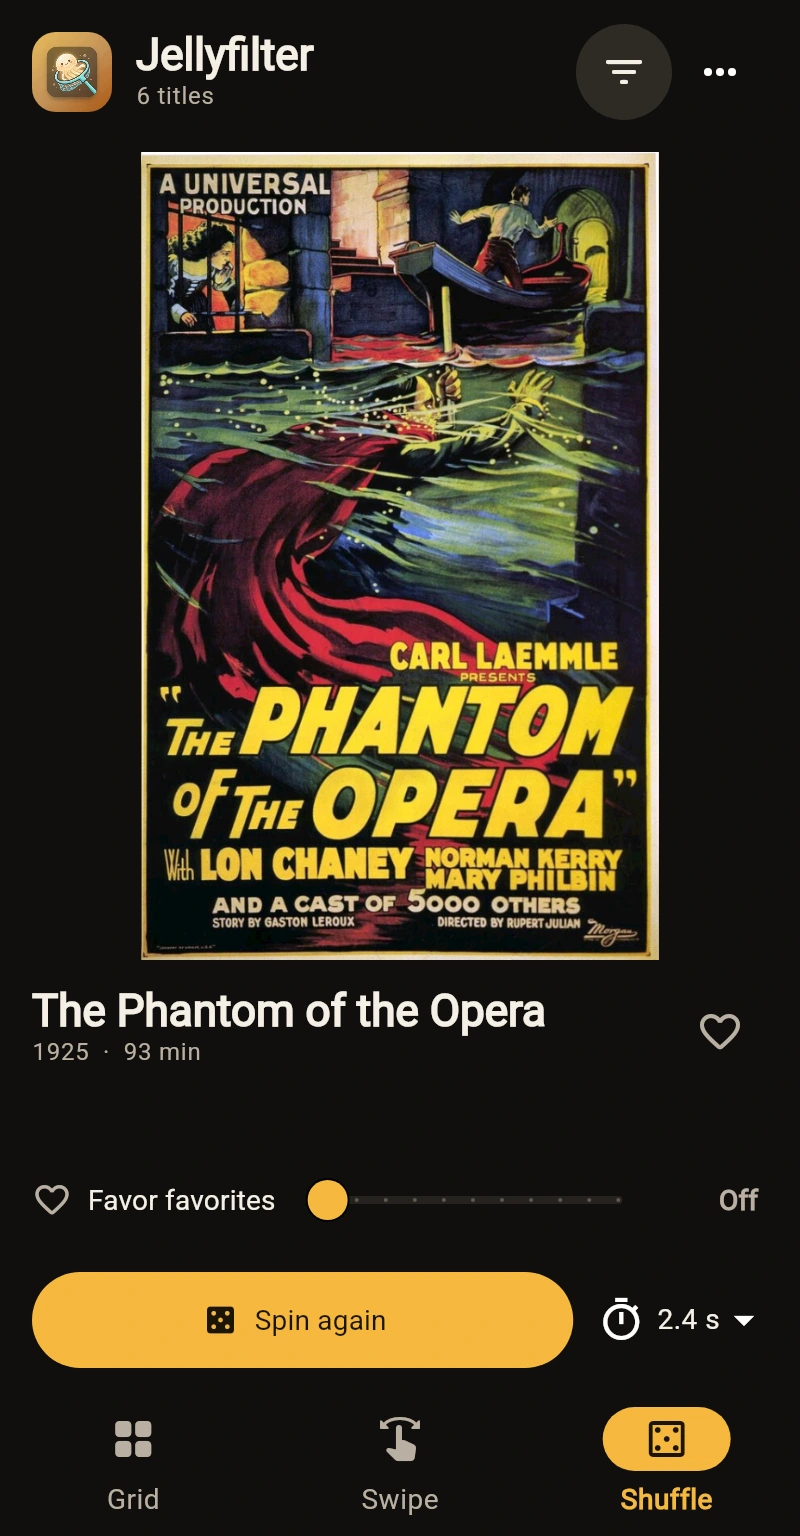 Jellyfilter
6 titles
A UNIVERSAL
PRODUCTION
CARL LAEMMLE
PRESENTS
"THE PHANTOM
OF THE OPERA"
With LON CHANEY NORMAN KERRY
MARY PHILBIN
AND A CAST OF 5000 OTHERS
STORY BY GASTON LEROUX DIRECTED BY RUPERT JULIAN
Morgan
The Phantom of the Opera
1925 · 93 min
Favor favorites Off
Spin again 2.4 s
Grid Swipe Shuffle